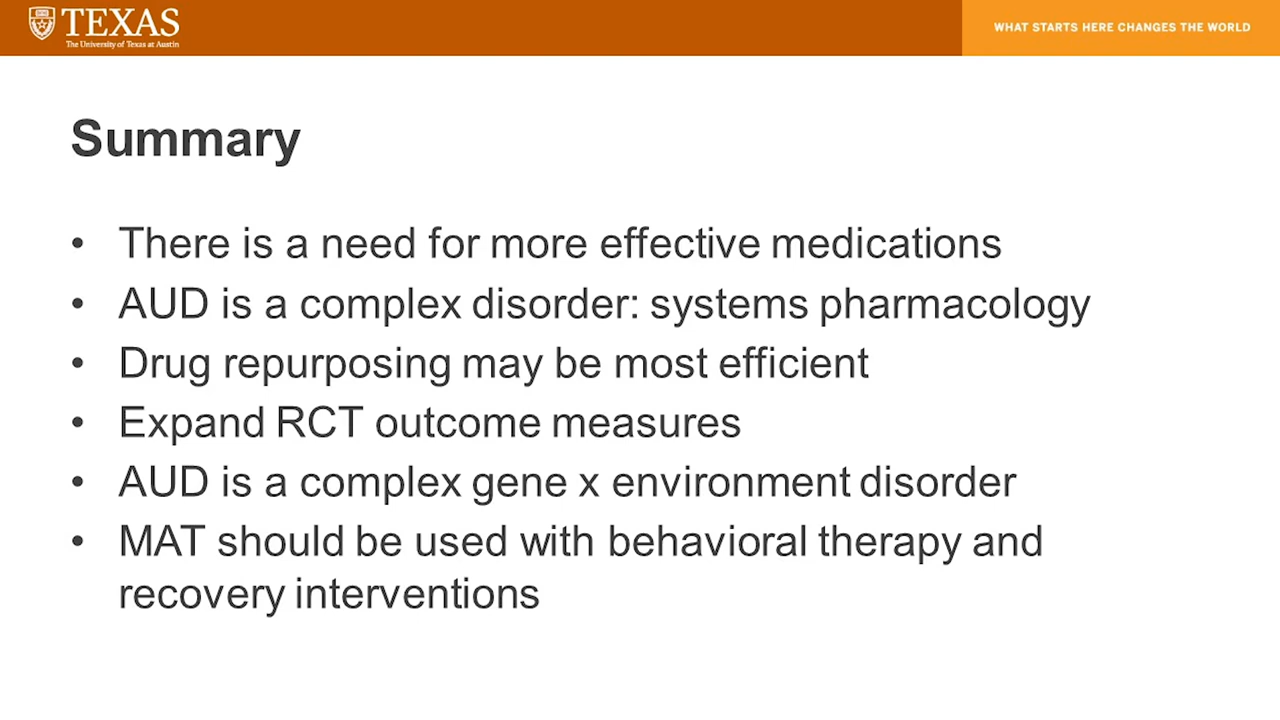 TEXAS
The University of Texas at Austin
WHAT STARTS HERE CHANGES THE WORLD
Summary
• There is a need for more effective medications
• AUD is a complex disorder: systems pharmacology
• Drug repurposing may be most efficient
• Expand RCT outcome measures
• AUD is a complex gene x environment disorder
• MAT should be used with behavioral therapy and
recovery interventions